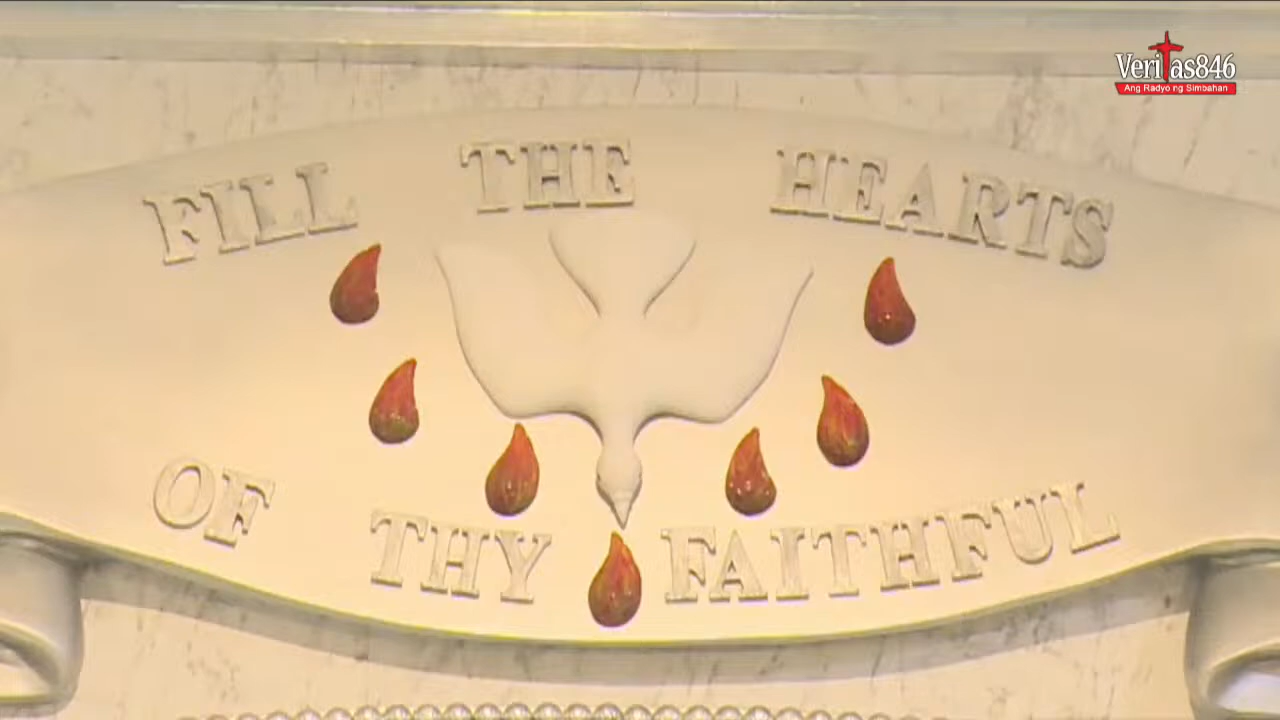 Veritas846
Ang Radyo ng Simbahan
FILL THE HEARTS
OF THY FAITHFUL